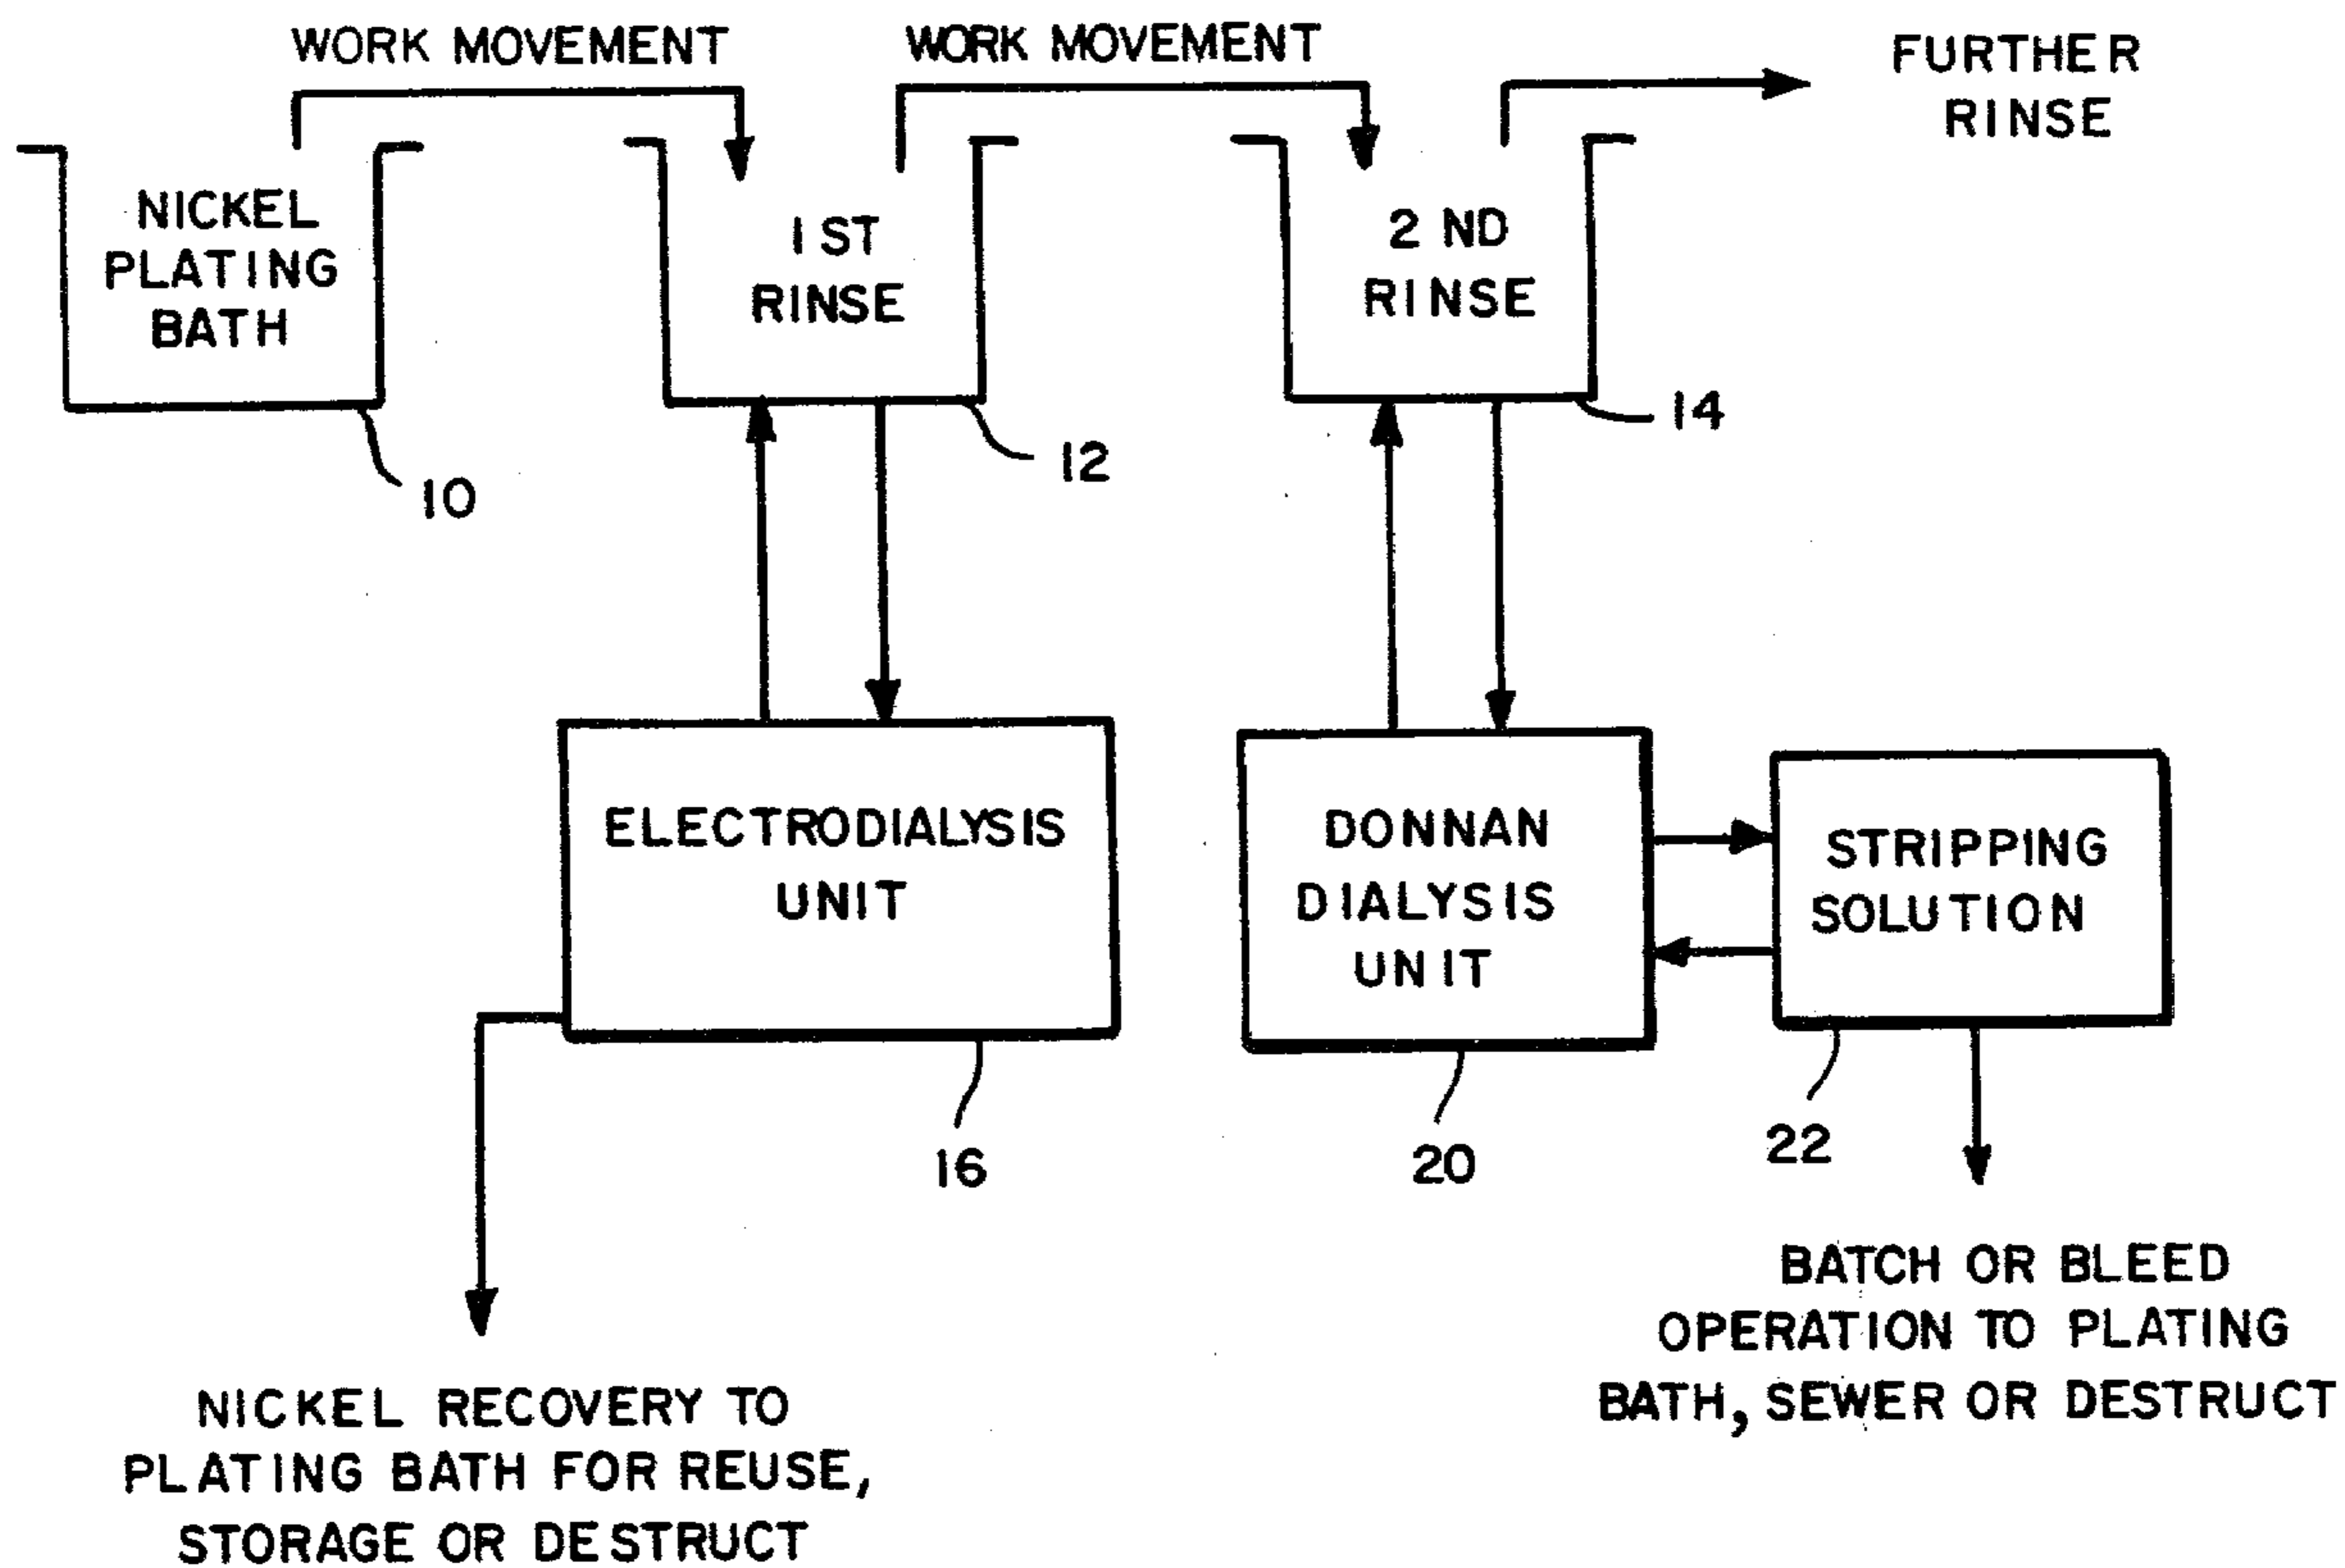 WORK MOVEMENT
WORK MOVEMENT
FURTHER
RINSE
NICKEL
PLATING
BATH
1 ST
RINSE
2 ND
RINSE
10
12
14
ELECTRODIALYSIS
UNIT
DONNAN
DIALYSIS
UNIT
STRIPPING
SOLUTION
16
20
22
NICKEL RECOVERY TO
PLATING BATH FOR REUSE,
STORAGE OR DESTRUCT
BATCH OR BLEED
OPERATION TO PLATING
BATH, SEWER OR DESTRUCT